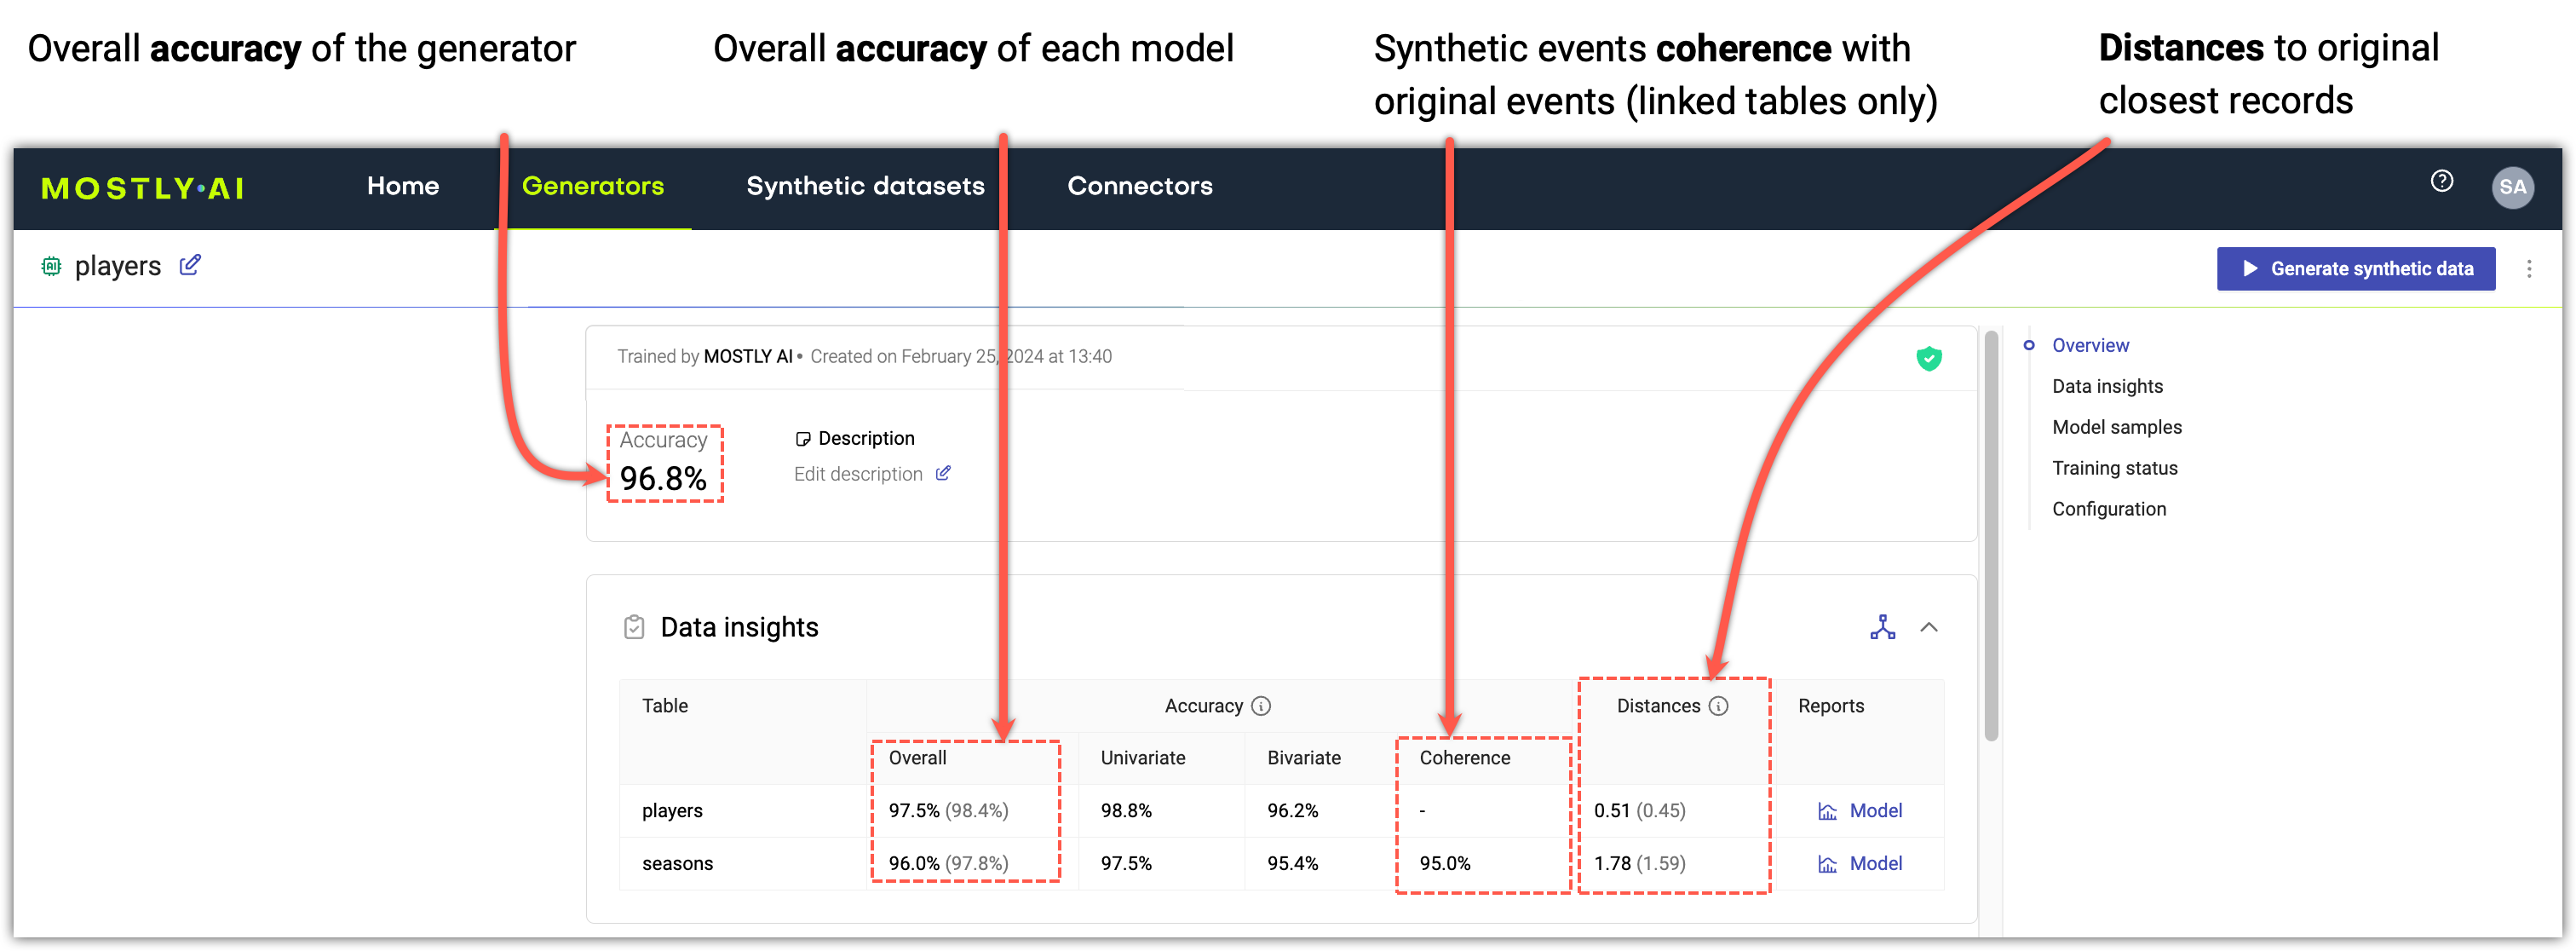 Overall accuracy of the generator
Overall accuracy of each model
Synthetic events coherence with
original events (linked tables only)
Distances to original
closest records
MOSTLY·AI Home Generators Synthetic datasets Connectors SA
players Generate synthetic data
Trained by MOSTLY AI • Created on February 25, 2024 at 13:40
Accuracy
96.8%
Description
Edit description
Overview
Data insights
Model samples
Training status
Configuration
Data insights
Table Accuracy Distances Reports
Overall Univariate Bivariate Coherence
players 97.5% (98.4%) 98.8% 96.2% - 0.51 (0.45) Model
seasons 96.0% (97.8%) 97.5% 95.4% 95.0% 1.78 (1.59) Model